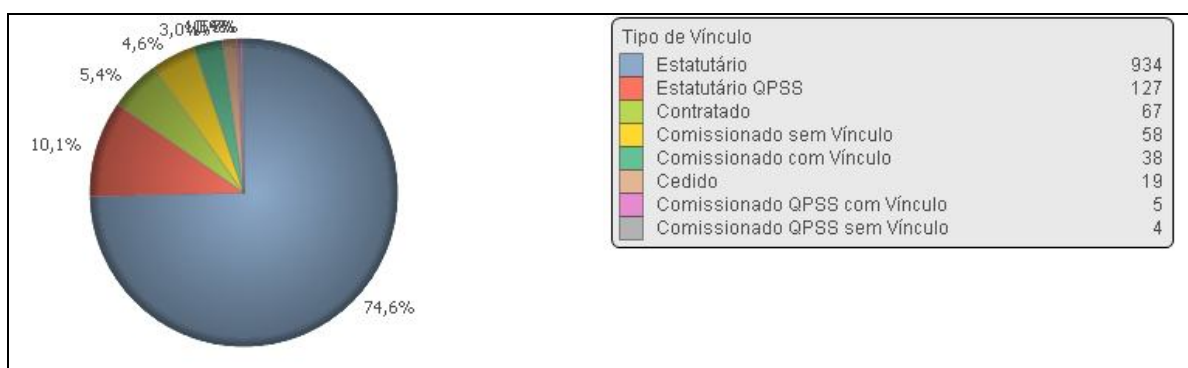 3,0%
4,6%
5,4%
10,1%
74,6%
Tipo de Vínculo
Estatutário 934
Estatutário QPSS 127
Contratado 67
Comissionado sem Vínculo 58
Comissionado com Vínculo 38
Cedido 19
Comissionado QPSS com Vínculo 5
Comissionado QPSS sem Vínculo 4